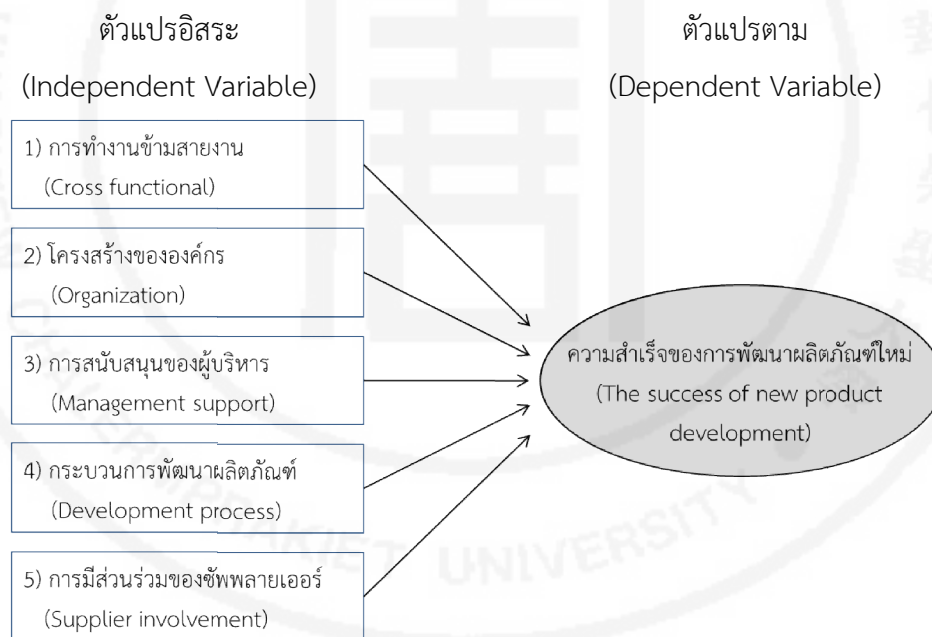 ตัวแปรอิสระ
(Independent Variable)
ตัวแปรตาม
(Dependent Variable)
1) การทำงานข้ามสายงาน
(Cross functional)
2) โครงสร้างขององค์กร
(Organization)
3) การสนับสนุนของผู้บริหาร
(Management support)
4) กระบวนการพัฒนาผลิตภัณฑ์
(Development process)
5) การมีส่วนร่วมของซัพพลายเออร์
(Supplier involvement)
ความสำเร็จของการพัฒนาผลิตภัณฑ์ใหม่
(The success of new product
development)
UNIVERSITY